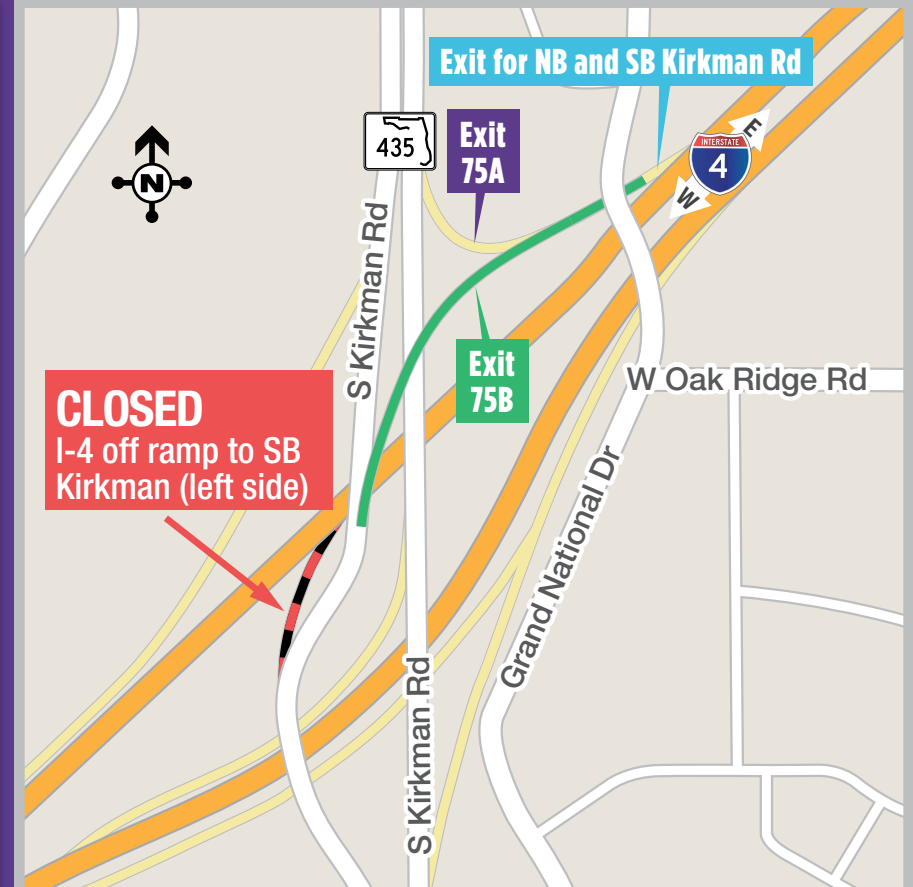 Exit for NB and SB Kirkman Rd
435
Exit
75A
INTERSTATE
4
E
W
N
S Kirkman Rd
Exit
75B
W Oak Ridge Rd
CLOSED
I-4 off ramp to SB
Kirkman (left side)
Grand National Dr
S Kirkman Rd